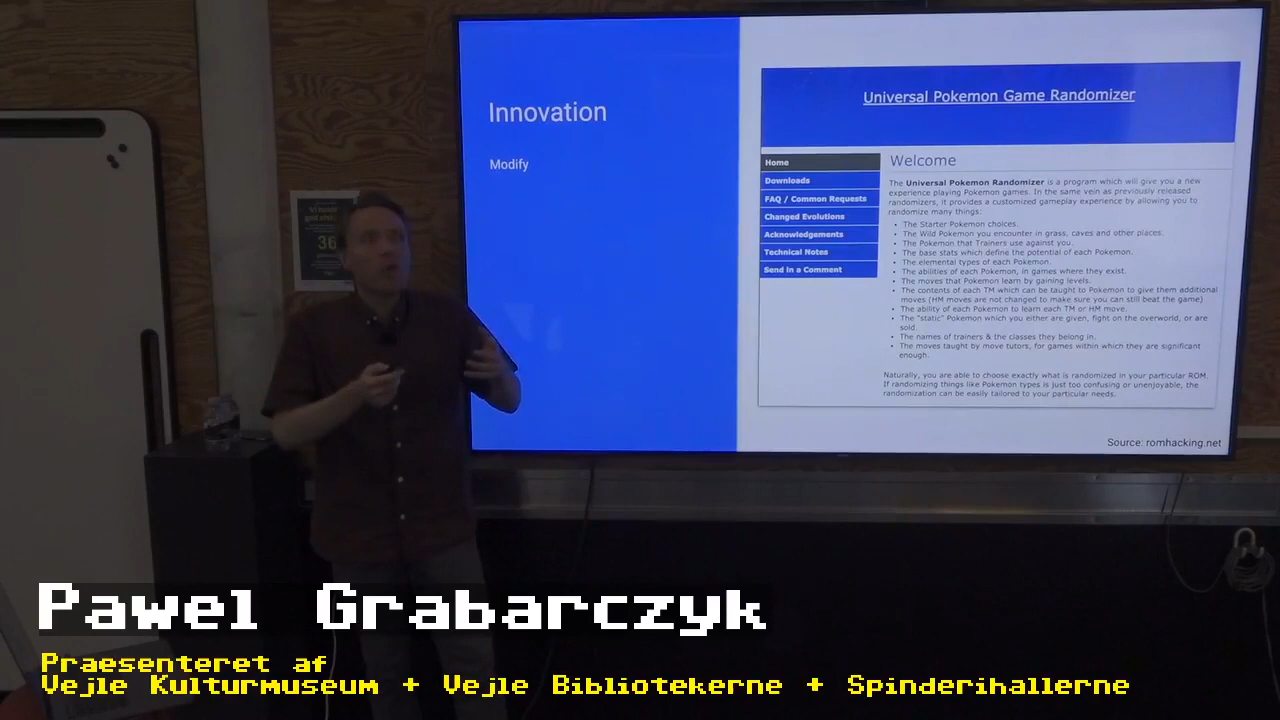 Innovation
Modify
Universal Pokemon Game Randomizer
Home
Downloads
FAQ / Common Requests
Changed Evolutions
Acknowledgements
Technical Notes
Send in a Comment
Welcome
The Universal Pokemon Randomizer is a program which will give you a new
experience playing Pokemon games. In the same vein as previously released
randomizers, it provides a customized gameplay experience by allowing you to
randomize many things:
• The Starter Pokemon choices.
• The Wild Pokemon you encounter in grass, caves and other places.
• The Pokemon that Trainers use against you.
• The base stats which define the potential of each Pokemon.
• The elemental types of each Pokemon.
• The abilities of each Pokemon, in games where they exist.
• The moves that Pokemon learn by gaining levels.
• The contents of each TM which can be taught to Pokemon to give them additional
moves (HM moves are not changed to make sure you can still beat the game)
• The ability of each Pokemon to learn each TM or HM move.
• The "static" Pokemon which you either are given, fight on the overworld, or are
sold.
• The names of trainers & the classes they belong in.
• The moves taught by move tutors, for games within which they are significant
enough.
Naturally, you are able to choose exactly what is randomized in your particular ROM.
If randomizing things like Pokemon types is just too confusing or unenjoyable, the
randomization can be easily tailored to your particular needs.
Source: romhacking.net
36
Pawel Grabarczyk
Praesenteret af
Vejle Kulturmuseum + Vejle Bibliotekerne + Spinderihallerne